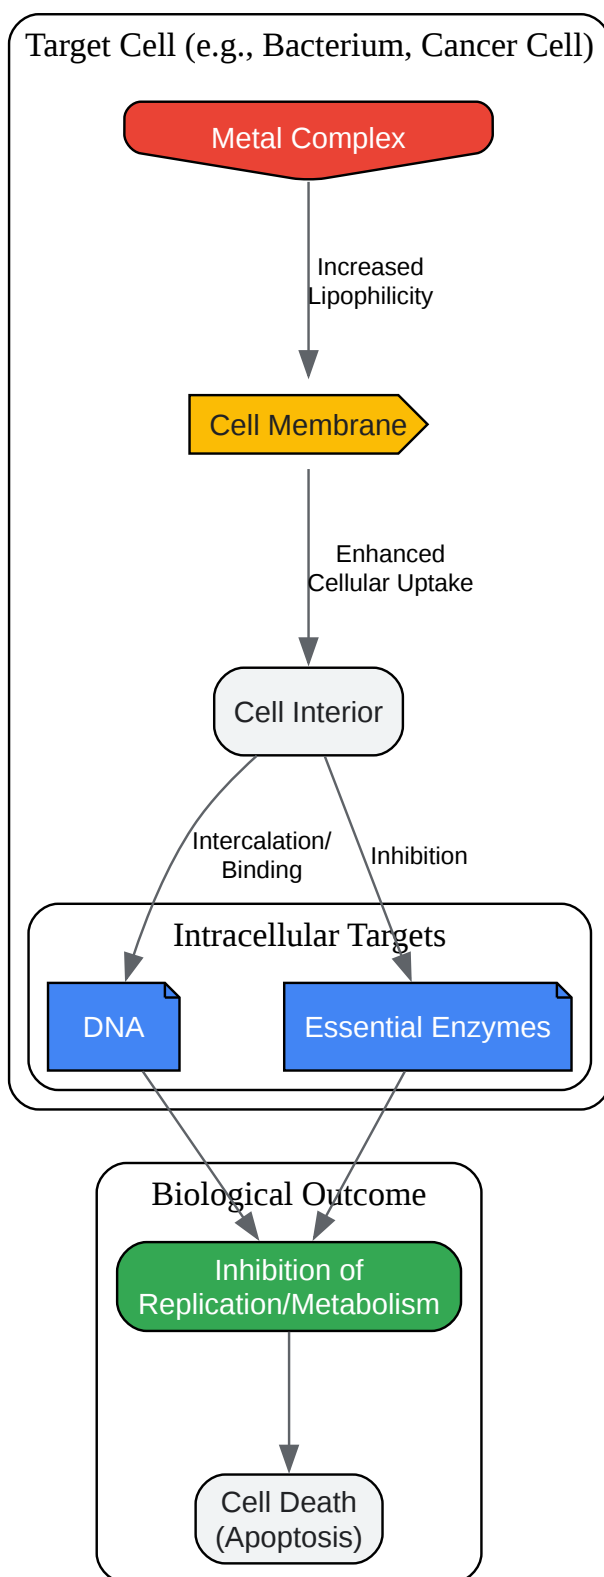 Target Cell (e.g., Bacterium, Cancer Cell)
Metal Complex
Increased
Lipophilicity
Cell Membrane
Enhanced
Cellular Uptake
Cell Interior
Intercalation/
Binding
Inhibition
Intracellular Targets
DNA
Essential Enzymes
Biological Outcome
Inhibition of
Replication/Metabolism
Cell Death
(Apoptosis)